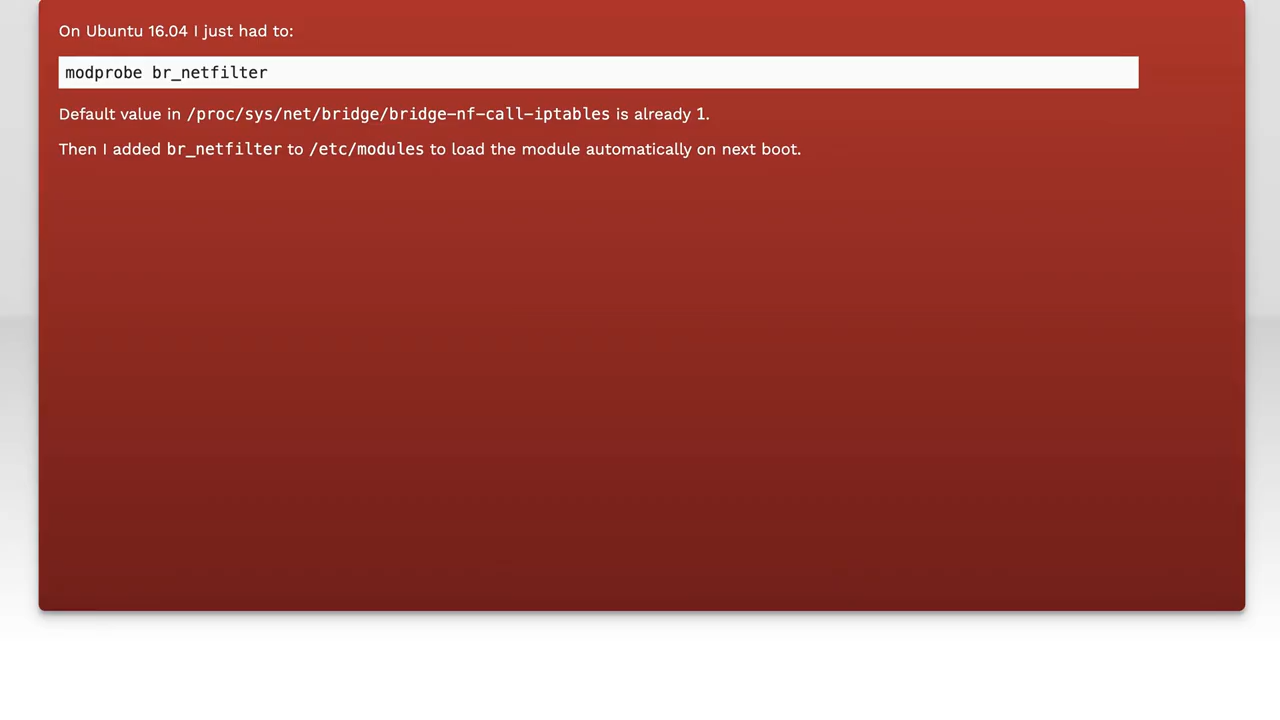 On Ubuntu 16.04 I just had to:
modprobe br_netfilter
Default value in /proc/sys/net/bridge/bridge-nf-call-iptables is already 1.
Then I added br_netfilter to /etc/modules to load the module automatically on next boot.